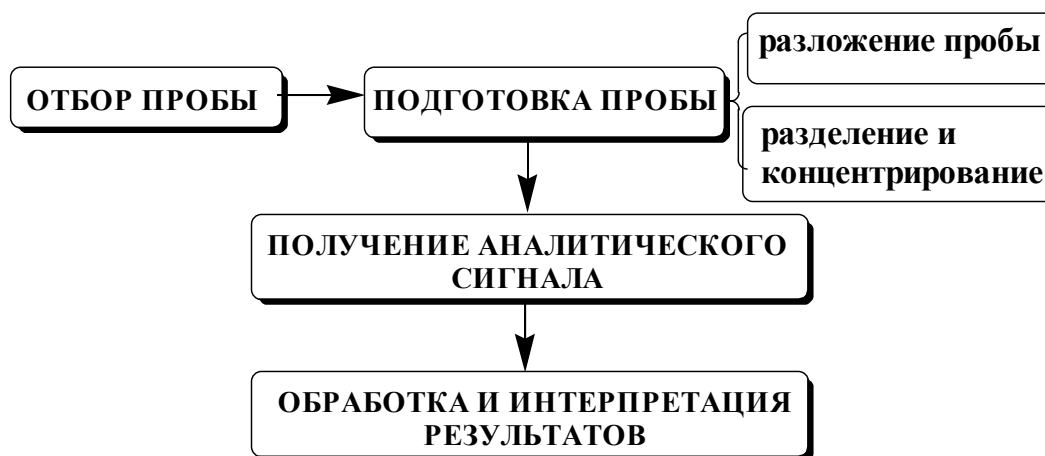 разложение пробы
ОТБОР ПРОБЫ
ПОДГОТОВКА ПРОБЫ
разделение и
концентрирование
ПОЛУЧЕНИЕ АНАЛИТИЧЕСКОГО
СИГНАЛА
ОБРАБОТКА И ИНТЕРПРЕТАЦИЯ
РЕЗУЛЬТАТОВ